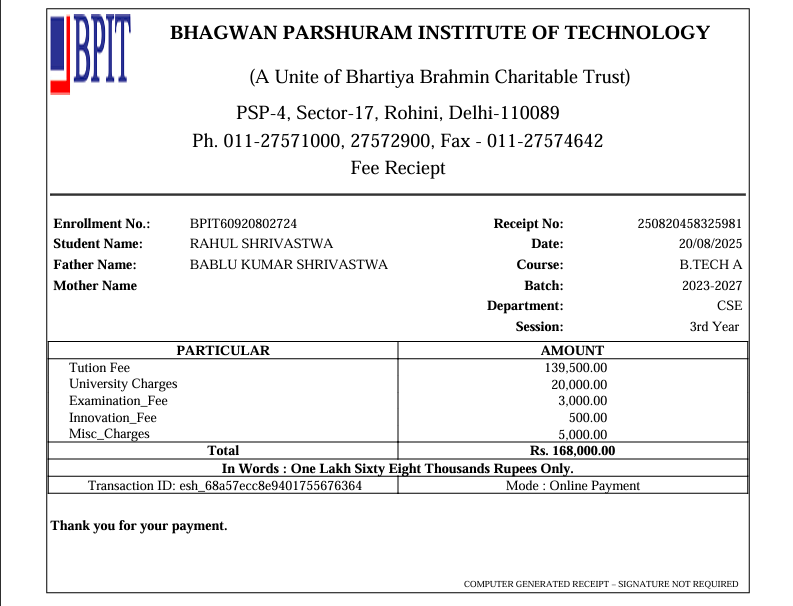 BPIT
BHAGWAN PARSHURAM INSTITUTE OF TECHNOLOGY
(A Unite of Bhartiya Brahmin Charitable Trust)
PSP-4, Sector-17, Rohini, Delhi-110089
Ph. 011-27571000, 27572900, Fax - 011-27574642
Fee Reciept
Enrollment No.: BPIT60920802724 Receipt No: 250820458325981
Student Name: RAHUL SHRIVASTWA Date: 20/08/2025
Father Name: BABLU KUMAR SHRIVASTWA Course: B.TECH A
Mother Name Batch: 2023-2027
Department: CSE
Session: 3rd Year
PARTICULAR AMOUNT
Tution Fee 139,500.00
University Charges 20,000.00
Examination_Fee 3,000.00
Innovation_Fee 500.00
Misc_Charges 5,000.00
Total Rs. 168,000.00
In Words : One Lakh Sixty Eight Thousands Rupees Only.
Transaction ID: esh_68a57ecc8e9401755676364 Mode : Online Payment
Thank you for your payment.
COMPUTER GENERATED RECEIPT – SIGNATURE NOT REQUIRED